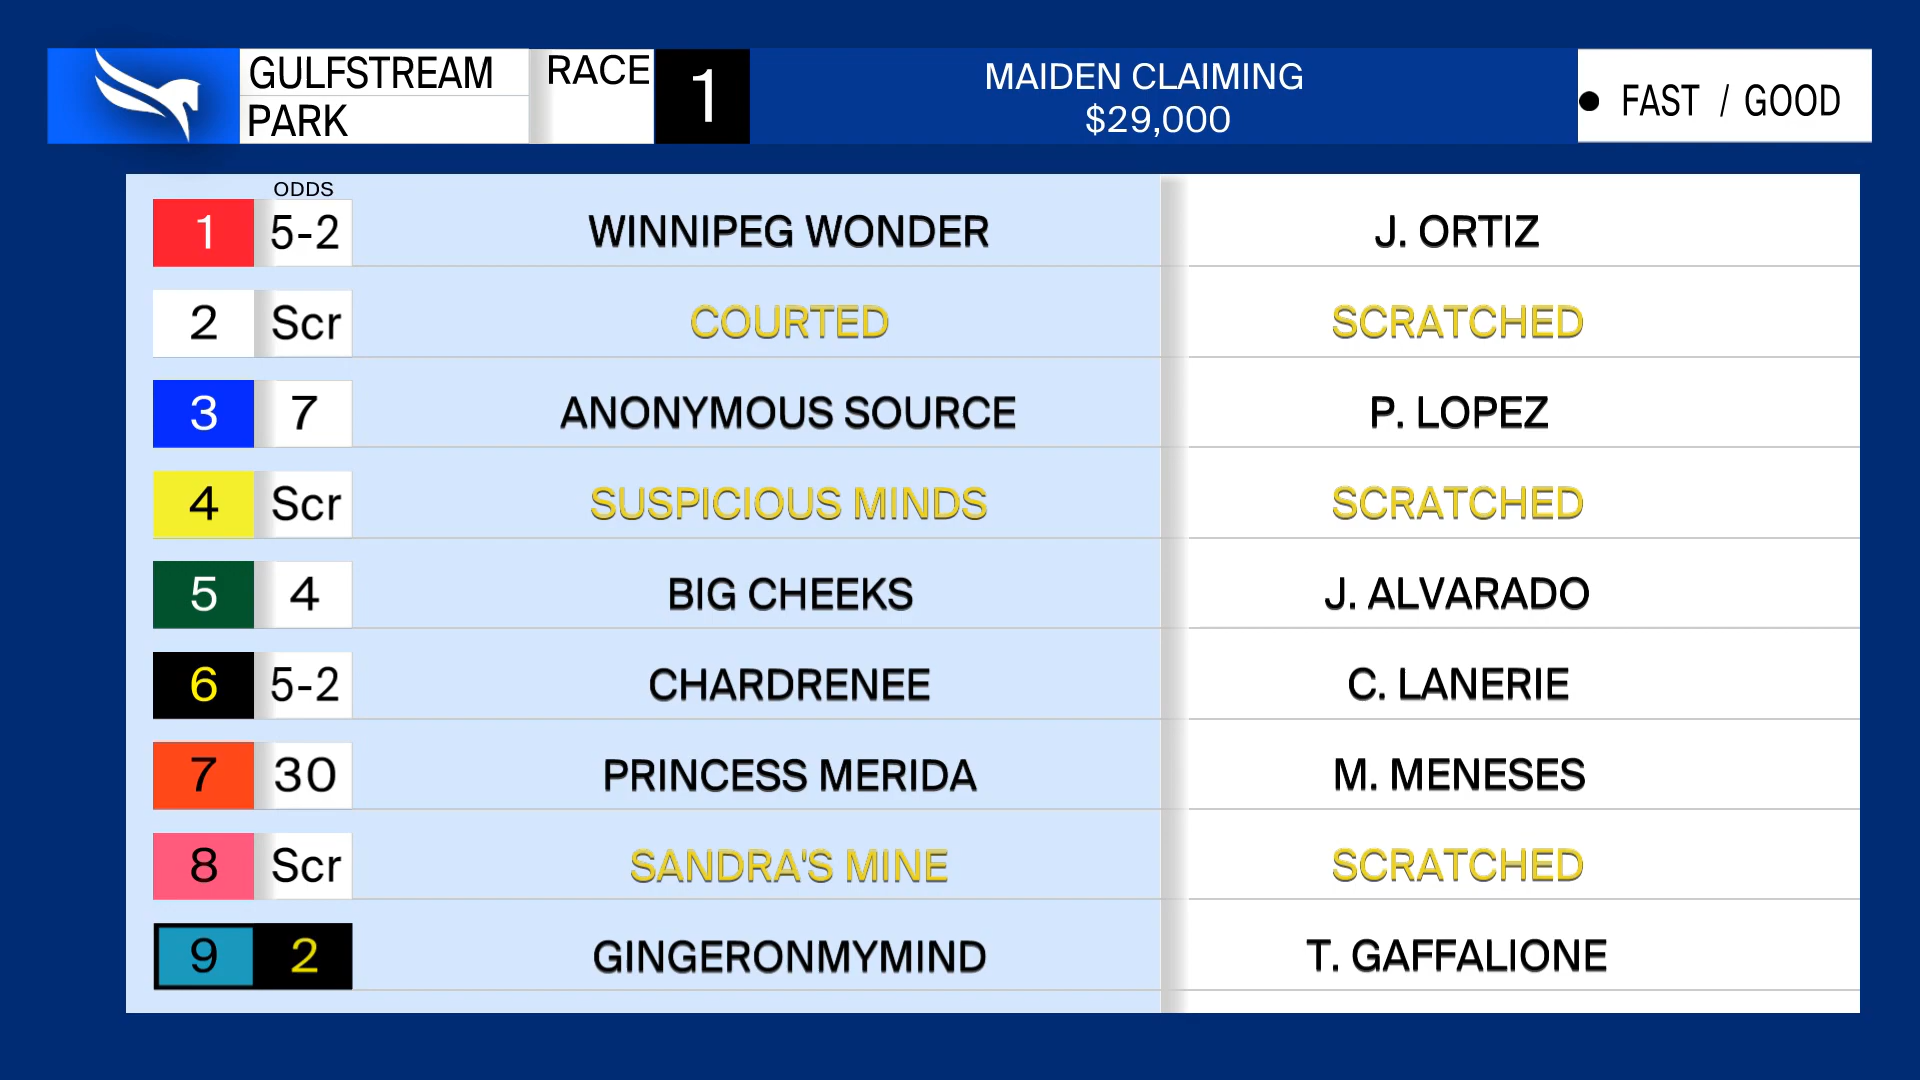 GULFSTREAM
PARK
RACE
1
MAIDEN CLAIMING
$29,000
● FAST / GOOD
ODDS
1 5-2 WINNIPEG WONDER J. ORTIZ
2 Scr COURTED SCRATCHED
3 7 ANONYMOUS SOURCE P. LOPEZ
4 Scr SUSPICIOUS MINDS SCRATCHED
5 4 BIG CHEEKS J. ALVARADO
6 5-2 CHARDRENEE C. LANERIE
7 30 PRINCESS MERIDA M. MENESES
8 Scr SANDRA'S MINE SCRATCHED
9 2 GINGERONMYMIND T. GAFFALIONE